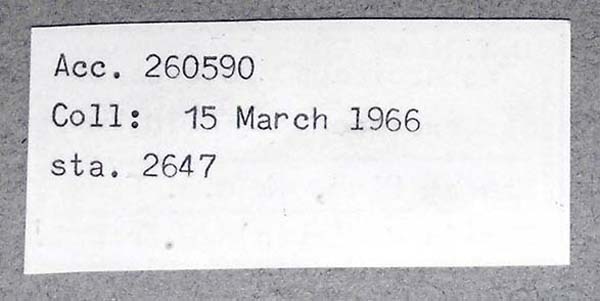 Acc. 260590
Coll: 15 March 1966
sta. 2647